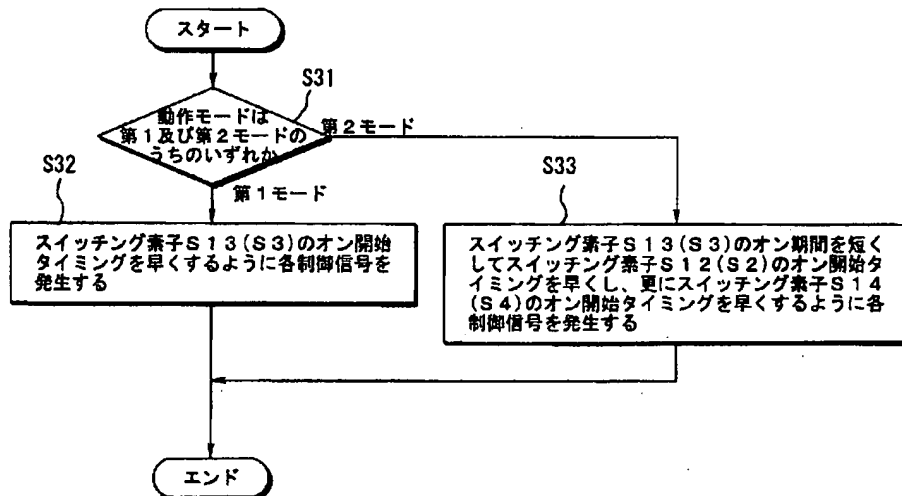 スタート
S31
動作モードは
第1及び第2モードの
うちのいずれか
第2モード
S32
第1モード
S33
スイッチング素子S13(S3)のオン開始
タイミングを早くするように各制御信号を
発生する
スイッチング素子S13(S3)のオン期間を短く
してスイッチング素子S12(S2)のオン開始タ
イミングを早くし、更にスイッチング素子S14
(S4)のオン開始タイミングを早くするように各
制御信号を発生する
エンド